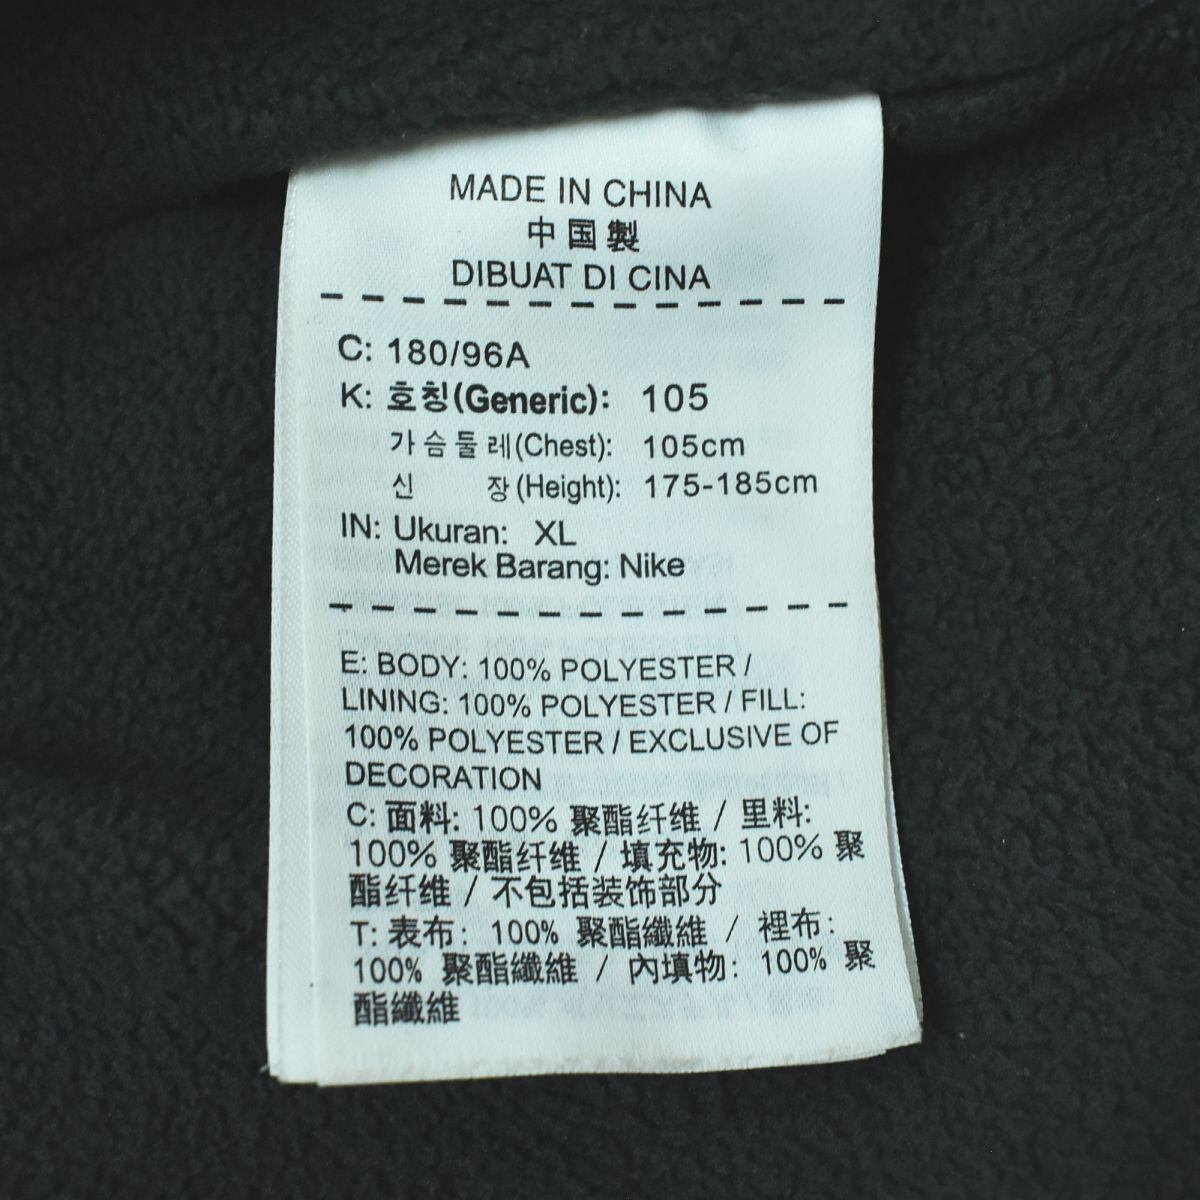 MADE IN CHINA
中国製
DIBUAT DI CINA
C: 180/96A
K: 호칭(Generic): 105
가슴둘레(Chest): 105cm
신 장(Height): 175-185cm
IN: Ukuran: XL
Merek Barang: Nike
E: BODY: 100% POLYESTER /
LINING: 100% POLYESTER / FILL:
100% POLYESTER / EXCLUSIVE OF
DECORATION
C: 面料: 100% 聚酯纤维 / 里料:
100% 聚酯纤维 / 填充物: 100% 聚
酯纤维 / 不包括装饰部分
T: 表布: 100% 聚酯纖維 / 裡布:
100% 聚酯纖維 / 內填物: 100% 聚
酯纖維